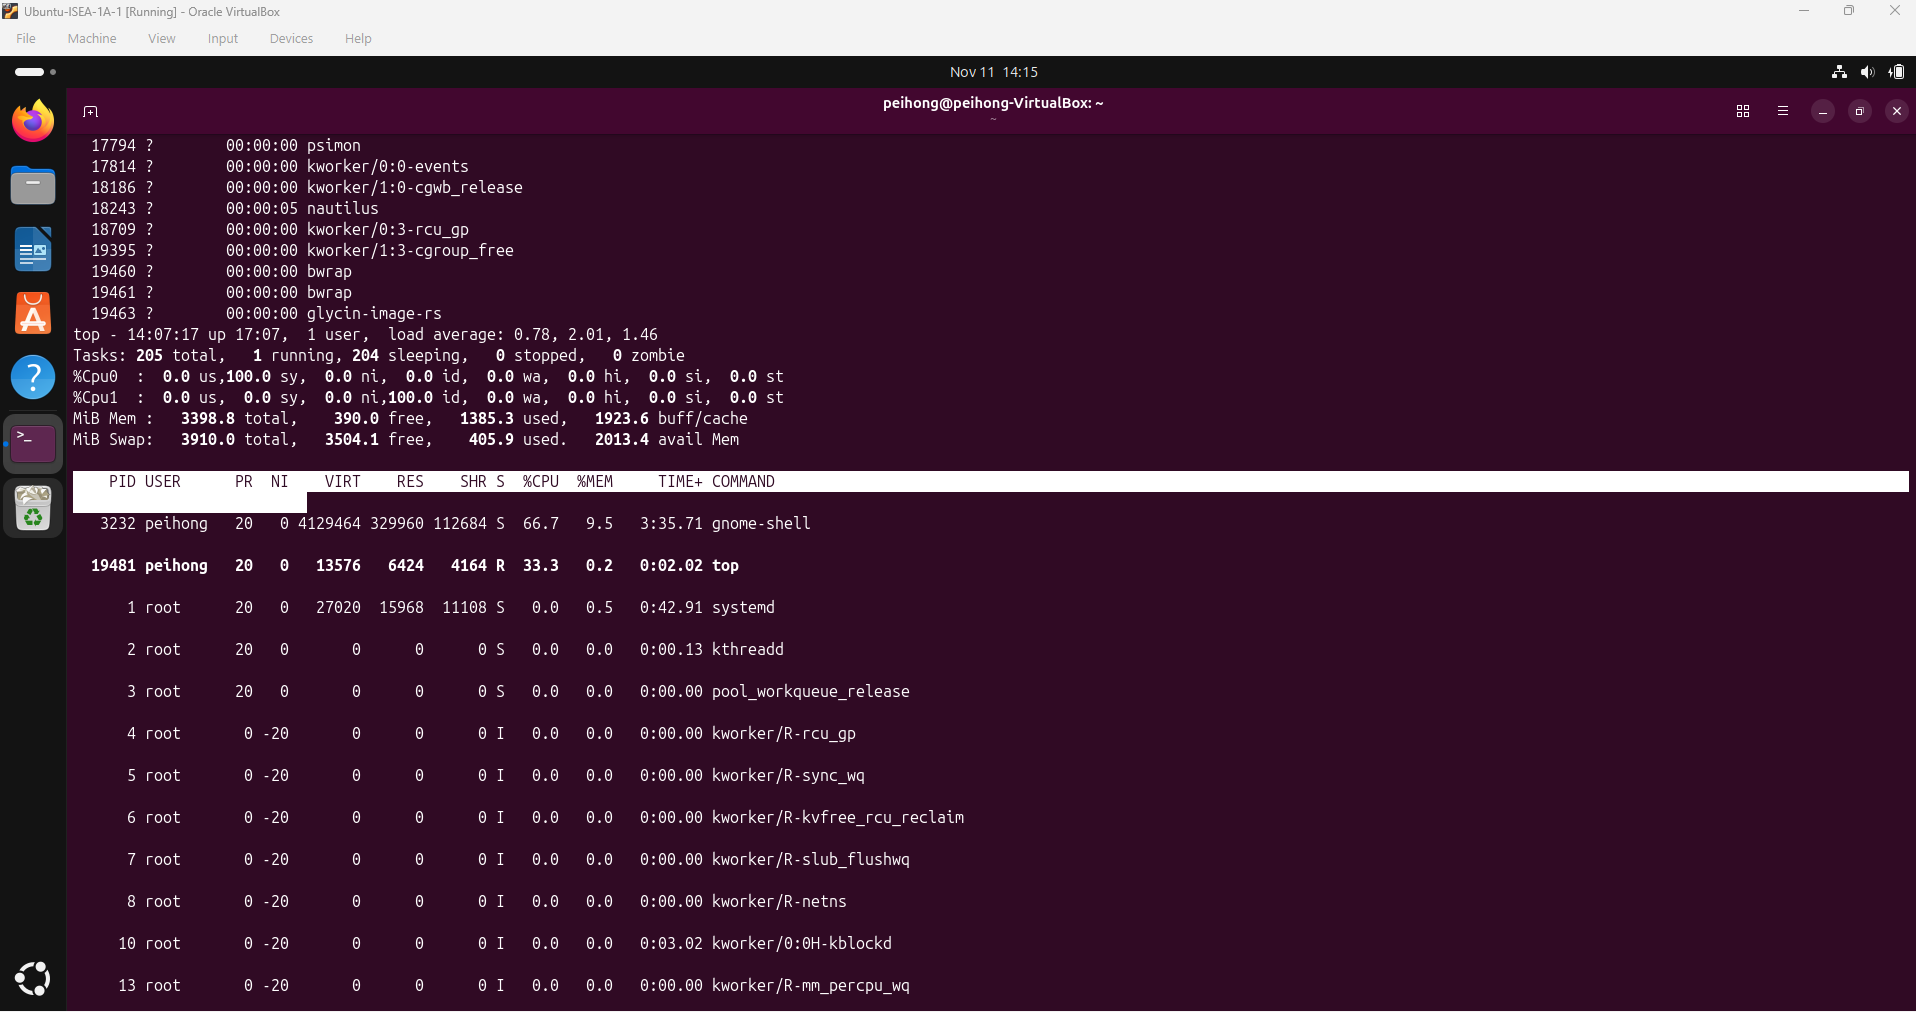 Ubuntu-ISEA-1A-1 [Running] - Oracle VirtualBox
File Machine View Input Devices Help
Nov 11 14:15
peihong@peihong-VirtualBox: ~
~
17794 ? 00:00:00 psimon
17814 ? 00:00:00 kworker/0:0-events
18186 ? 00:00:00 kworker/1:0-cgwb_release
18243 ? 00:00:05 nautilus
18709 ? 00:00:00 kworker/0:3-rcu_gp
19395 ? 00:00:00 kworker/1:3-cgroup_free
19460 ? 00:00:00 bwrap
19461 ? 00:00:00 bwrap
19463 ? 00:00:00 glycin-image-rs
top - 14:07:17 up 17:07,  1 user,  load average: 0.78, 2.01, 1.46
Tasks: 205 total,   1 running, 204 sleeping,   0 stopped,   0 zombie
%Cpu0  :  0.0 us,100.0 sy,  0.0 ni,  0.0 id,  0.0 wa,  0.0 hi,  0.0 si,  0.0 st
%Cpu1  :  0.0 us,  0.0 sy,  0.0 ni,100.0 id,  0.0 wa,  0.0 hi,  0.0 si,  0.0 st
MiB Mem :   3398.8 total,    390.0 free,   1385.3 used,   1923.6 buff/cache
MiB Swap:   3910.0 total,   3504.1 free,    405.9 used.   2013.4 avail Mem
PID USER      PR  NI    VIRT    RES    SHR S  %CPU  %MEM     TIME+ COMMAND
3232 peihong   20   0 4129464 329960 112684 S  66.7   9.5   3:35.71 gnome-shell
19481 peihong   20   0   13576   6424   4164 R  33.3   0.2   0:02.02 top
1 root      20   0   27020  15968  11108 S   0.0   0.5   0:42.91 systemd
2 root      20   0       0      0      0 S   0.0   0.0   0:00.13 kthreadd
3 root      20   0       0      0      0 S   0.0   0.0   0:00.00 pool_workqueue_release
4 root       0 -20       0      0      0 I   0.0   0.0   0:00.00 kworker/R-rcu_gp
5 root       0 -20       0      0      0 I   0.0   0.0   0:00.00 kworker/R-sync_wq
6 root       0 -20       0      0      0 I   0.0   0.0   0:00.00 kworker/R-kvfree_rcu_reclaim
7 root       0 -20       0      0      0 I   0.0   0.0   0:00.00 kworker/R-slub_flushwq
8 root       0 -20       0      0      0 I   0.0   0.0   0:00.00 kworker/R-netns
10 root       0 -20       0      0      0 I   0.0   0.0   0:03.02 kworker/0:0H-kblockd
13 root       0 -20       0      0      0 I   0.0   0.0   0:00.00 kworker/R-mm_percpu_wq